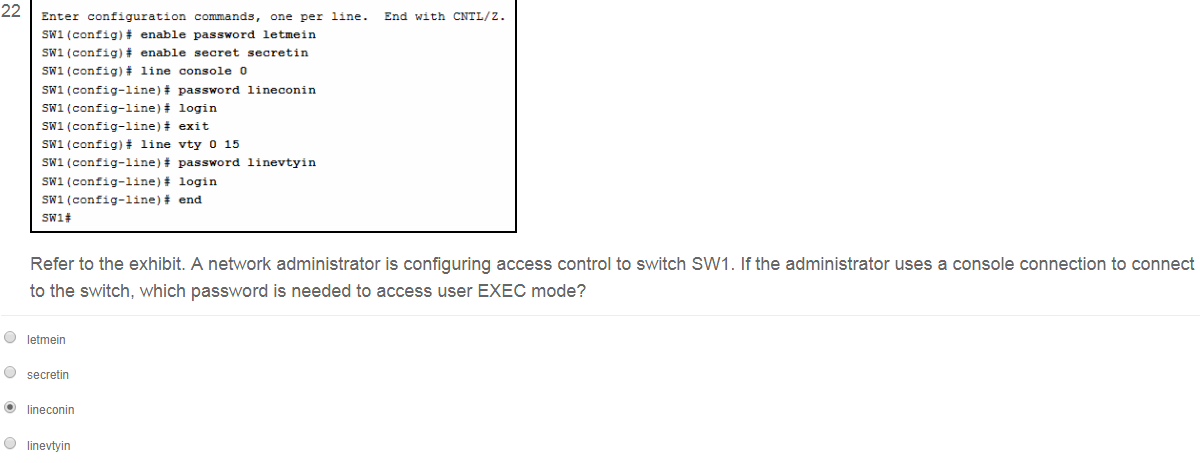 22
Enter configuration commands, one per line. End with CNTL/Z.
SW1(config)# enable password letmein
SW1(config)# enable secret secretin
SW1(config)# line console 0
SW1(config-line)# password lineconin
SW1(config-line)# login
SW1(config-line)# exit
SW1(config)# line vty 0 15
SW1(config-line)# password linevtyin
SW1(config-line)# login
SW1(config-line)# end
SW1#
Refer to the exhibit. A network administrator is configuring access control to switch SW1. If the administrator uses a console connection to connect
to the switch, which password is needed to access user EXEC mode?
letmein
secretin
lineconin
linevtyin